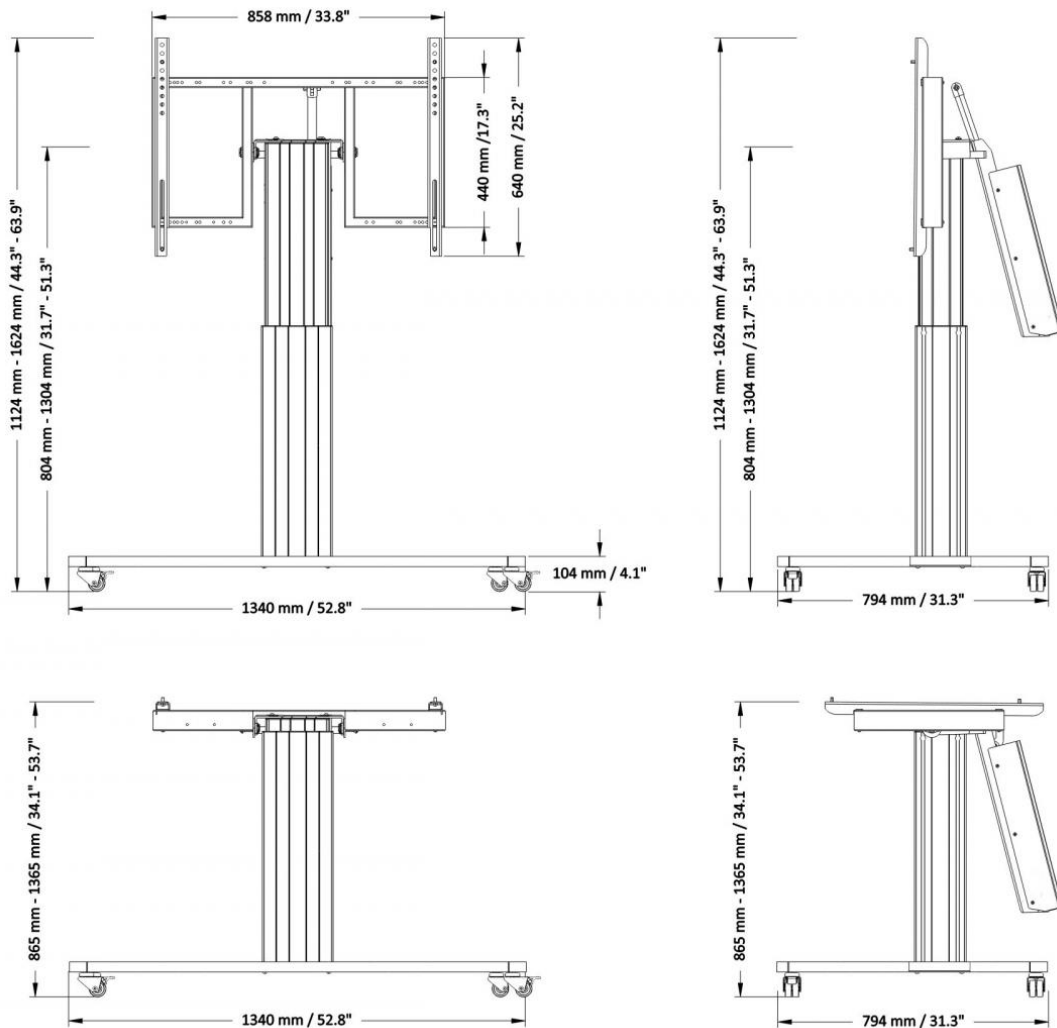 858 mm / 33.8"
1124 mm - 1624 mm / 44.3" - 63.9"
804 mm - 1304 mm / 31.7" - 51.3"
440 mm /17.3"
640 mm / 25.2"
104 mm / 4.1"
1340 mm / 52.8"
1124 mm - 1624 mm / 44.3" - 63.9"
804 mm - 1304 mm / 31.7" - 51.3"
794 mm / 31.3"
865 mm - 1365 mm / 34.1" - 53.7"
1340 mm / 52.8"
865 mm - 1365 mm / 34.1" - 53.7"
794 mm / 31.3"